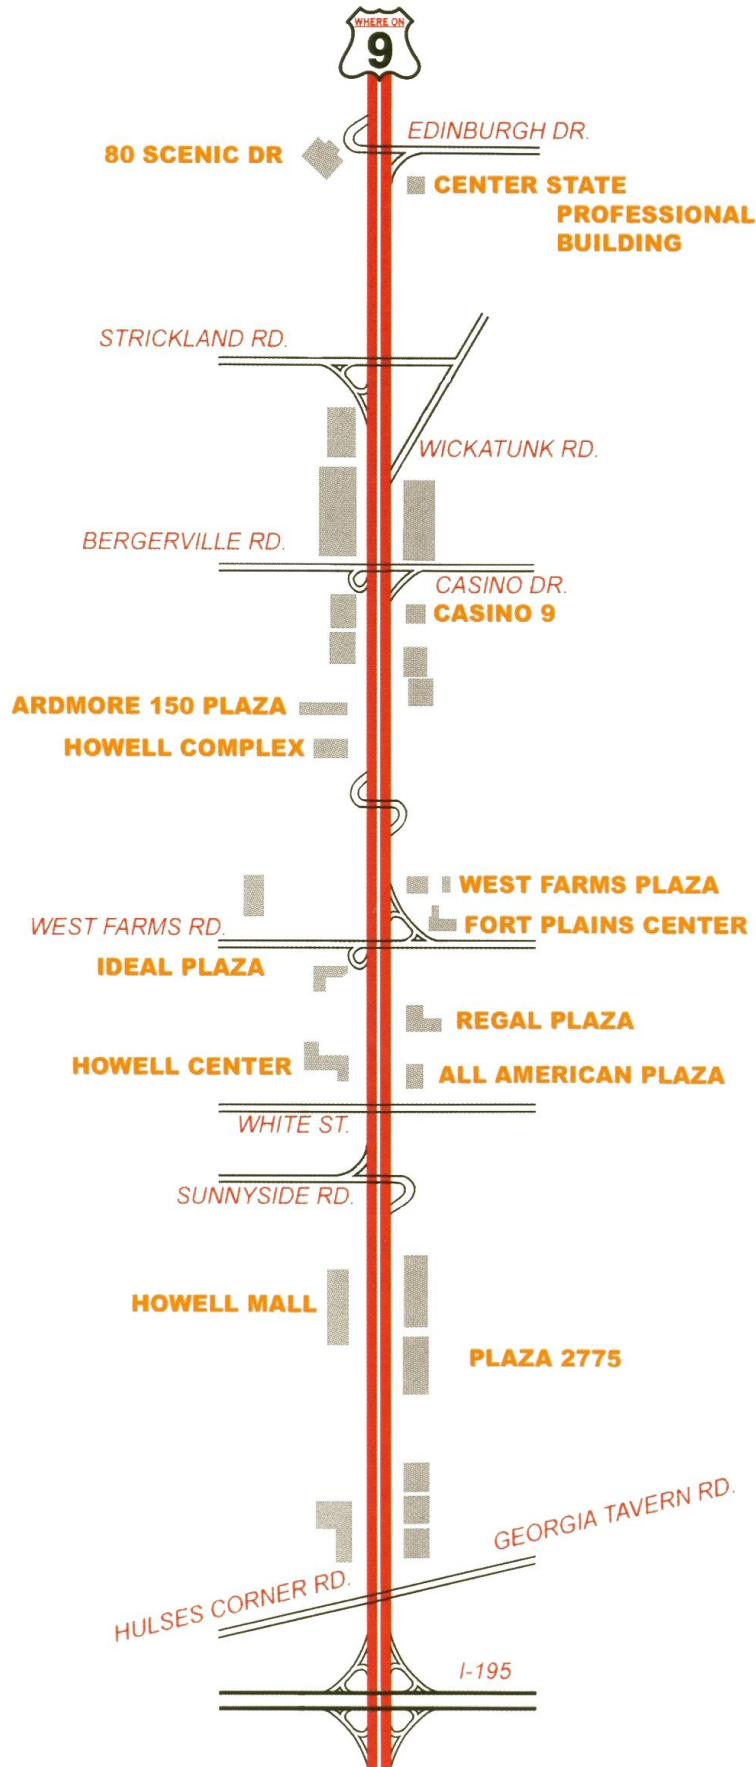 WHERE ON
9
EDINBURGH DR.
80 SCENIC DR
CENTER STATE
PROFESSIONAL
BUILDING
STRICKLAND RD.
WICKATUNK RD.
BERGERVILLE RD.
CASINO DR.
CASINO 9
ARDMORE 150 PLAZA
HOWELL COMPLEX
WEST FARMS PLAZA
WEST FARMS RD.
FORT PLAINS CENTER
IDEAL PLAZA
REGAL PLAZA
HOWELL CENTER
ALL AMERICAN PLAZA
WHITE ST.
SUNNYSIDE RD.
HOWELL MALL
PLAZA 2775
GEORGIA TAVERN RD.
HULSES CORNER RD.
I-195